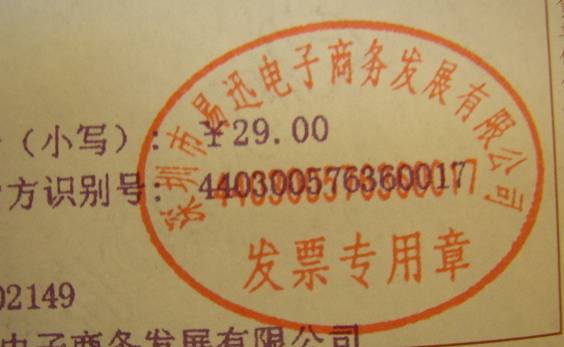 (小写): ￥29.00
方识别号: 440300576360017
02149
电子商务发展有限公司
深圳市易迅电子商务发展有限公司
440300576360017
发票专用章